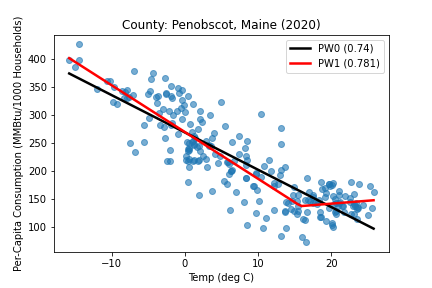 County: Penobscot, Maine (2020)
Per-Capita Consumption (MMBtu/1000 Households)
400
350
300
250
200
150
100
PW0 (0.74)
PW1 (0.781)
−10 0 10 20
Temp (deg C)